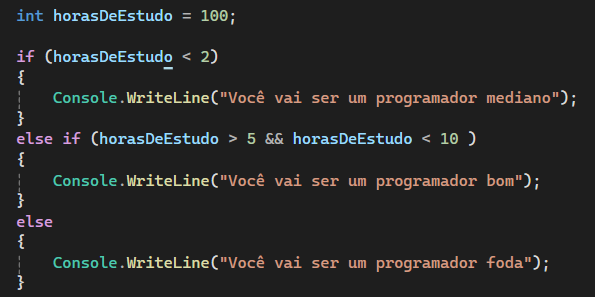 int horasDeEstudo = 100;
if (horasDeEstudo < 2)
{
Console.WriteLine("Você vai ser um programador mediano");
}
else if (horasDeEstudo > 5 && horasDeEstudo < 10 )
{
Console.WriteLine("Você vai ser um programador bom");
}
else
{
Console.WriteLine("Você vai ser um programador foda");
}